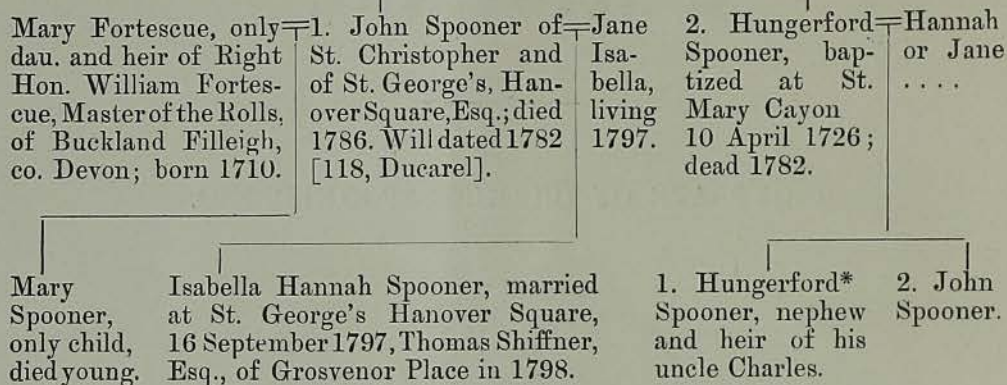 Mary Fortescue, only
dau. and heir of Right
Hon. William Fortes-
cue, Master of the Rolls,
of Buckland Filleigh,
co. Devon; born 1710.
1. John Spooner of
St. Christopher and
of St. George's, Han-
over Square, Esq.; died
1786. Will dated 1782
[118, Ducarel].
Jane
Isa-
bella,
living
1797.
2. Hungerford
Spooner, bap-
tized at St.
Mary Cayon
10 April 1726;
dead 1782.
Hannah
or Jane
. . . .
Mary
Spooner,
only child,
died young.
Isabella Hannah Spooner, married
at St. George's Hanover Square,
16 September 1797, Thomas Shiffner,
Esq., of Grosvenor Place in 1798.
1. Hungerford*
Spooner, nephew
and heir of his
uncle Charles.
2. John
Spooner.